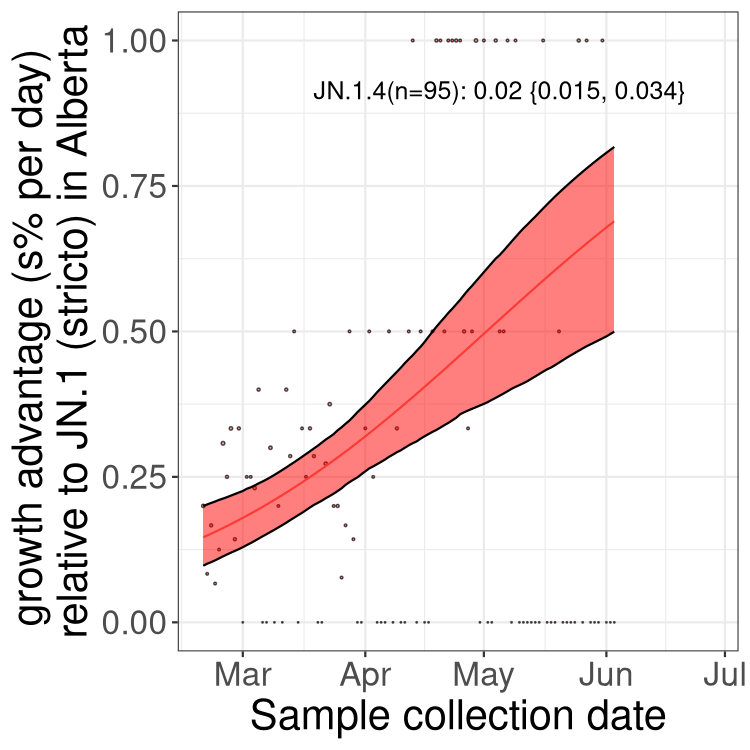 growth advantage (s% per day)
relative to JN.1 (stricto) in Alberta
1.00
0.75
0.50
0.25
0.00
JN.1.4(n=95): 0.02 {0.015, 0.034}
Mar Apr May Jun Jul
Sample collection date